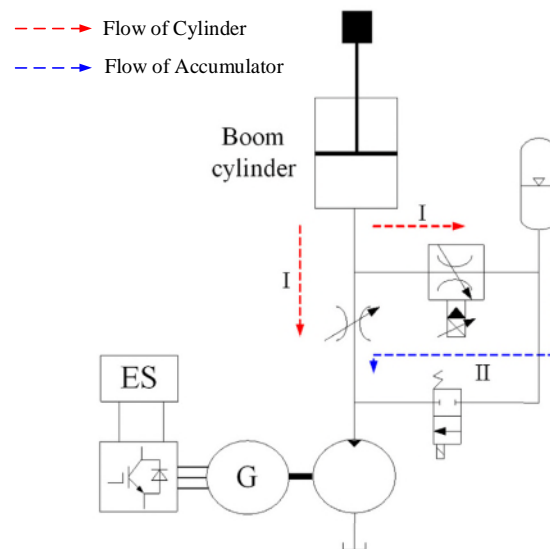 Flow of Cylinder
Flow of Accumulator
Boom
cylinder
I
I
II
ES
G